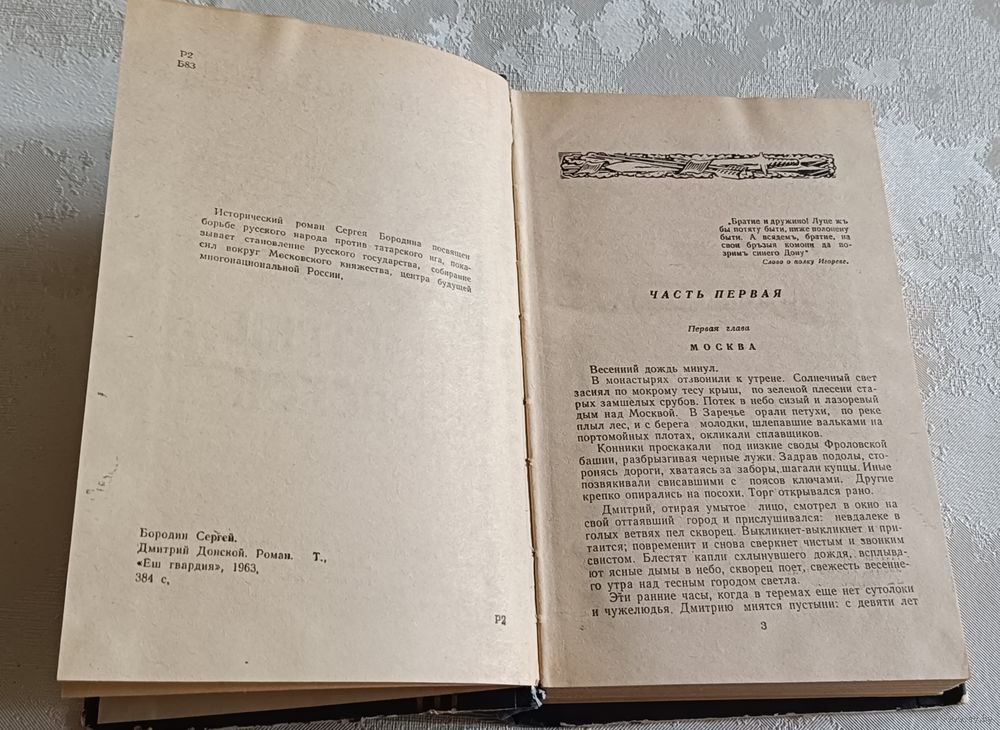 Р2
Б83
Исторический роман Сергея Бородина посвящен
борьбе русского народа против татарского ига, пока-
зывает становление русского государства, собирание
сил вокруг Московского княжества, центра будущей
многонациональной России.
Бородин Сергей.
Дмитрий Донской. Роман. Т.,
«Еш гвардия», 1963,
384 с.
Р2
„Братие и дружино! Луце жъ
бы потяту быти, ниже полонену
быти. А всядемъ, братие, на
свои бръзыя комони да по-
зримъ синего Дону"
Слово о полку Игореве.
ЧАСТЬ ПЕРВАЯ
Первая глава
МОСКВА
Весенний дождь минул.
В монастырях отзвонили к утрене. Солнечный свет
засиял по мокрому тесу крыш, по зеленой плесени ста-
рых замшелых срубов. Потек в небо сизый и лазоревый
дым над Москвой. В Заречье орали петухи, по реке
плыл лес, и с берега молодки, шлепавшие вальками на
портомойных плотах, окликали сплавщиков.
Конники проскакали под низкие своды Фроловской
башни, разбрызгивая черные лужи. Задрав подолы, сто-
ронясь дороги, хватаясь за заборы, шагали купцы. Иные
позвякивали свисавшими с поясов ключами. Другие
крепко опирались на посохи. Торг открывался рано.
Дмитрий, отирая умытое лицо, смотрел в окно на
свой оттаявший город и прислушивался: невдалеке в
голых ветвях пел скворец. Выкликнет-выкликнет и при-
таится; повременит и снова сверкнет чистым и звонким
свистом. Блестят капли схлынувшего дождя, всплыва-
ют ясные дымы в небо, скворец поет, свежесть весенне-
го утра над тесным городом светла.
Эти ранние часы, когда в теремах еще нет сутолоки
и чужелюдья, Дмитрию мнятся пустыни: с девяти лет
3